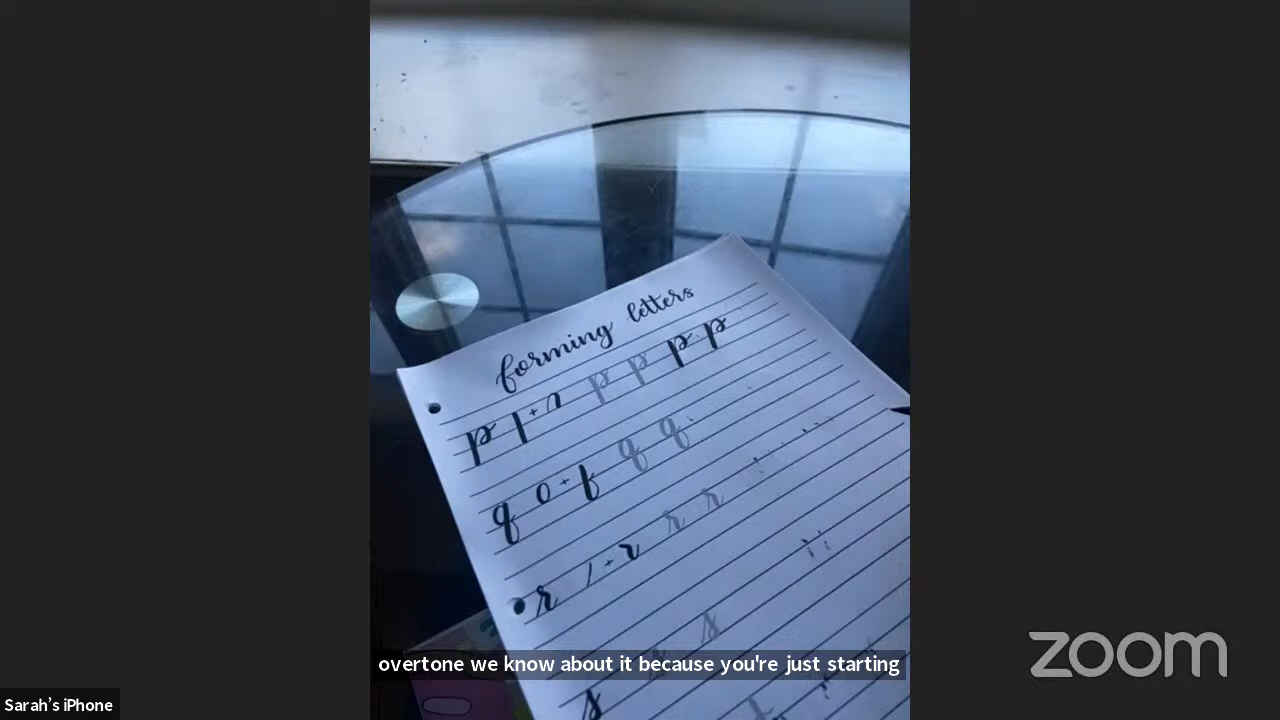 forming letters
p l + n p p p p
q o + f q q
r / + r r r
s s
overtone we know about it because you're just starting
zoom
Sarah's iPhone